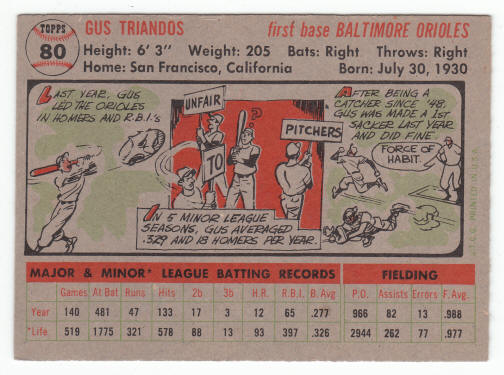 TOPPS
80
GUS TRIANDOS
first base BALTIMORE ORIOLES
Height: 6' 3" Weight: 205 Bats: Right Throws: Right
Home: San Francisco, California Born: July 30, 1930
LAST YEAR, GUS
LED THE ORIOLES
IN HOMERS AND R.B.I.'s
UNFAIR
TO
PITCHERS
?
IN 5 MINOR LEAGUE
SEASONS, GUS AVERAGED
.329 AND 18 HOMERS PER YEAR.
AFTER BEING A
CATCHER SINCE '48,
GUS WAS MADE A 1ST
SACKER LAST YEAR
AND DID FINE.
FORCE OF
HABIT.
T.C.G. PRINTED IN U.S.A.
MAJOR & MINOR* LEAGUE BATTING RECORDS FIELDING
Games At Bat Runs Hits 2b 3b H.R. R.B.I. B. Avg P.O. Assists Errors F. Avg.
Year 140 481 47 133 17 3 12 65 .277 966 82 13 .988
*Life 519 1775 321 578 88 13 93 397 .326 2944 262 77 .977